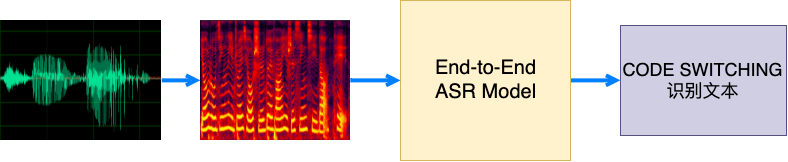 End-to-End
ASR Model
CODE SWITCHING
识别文本